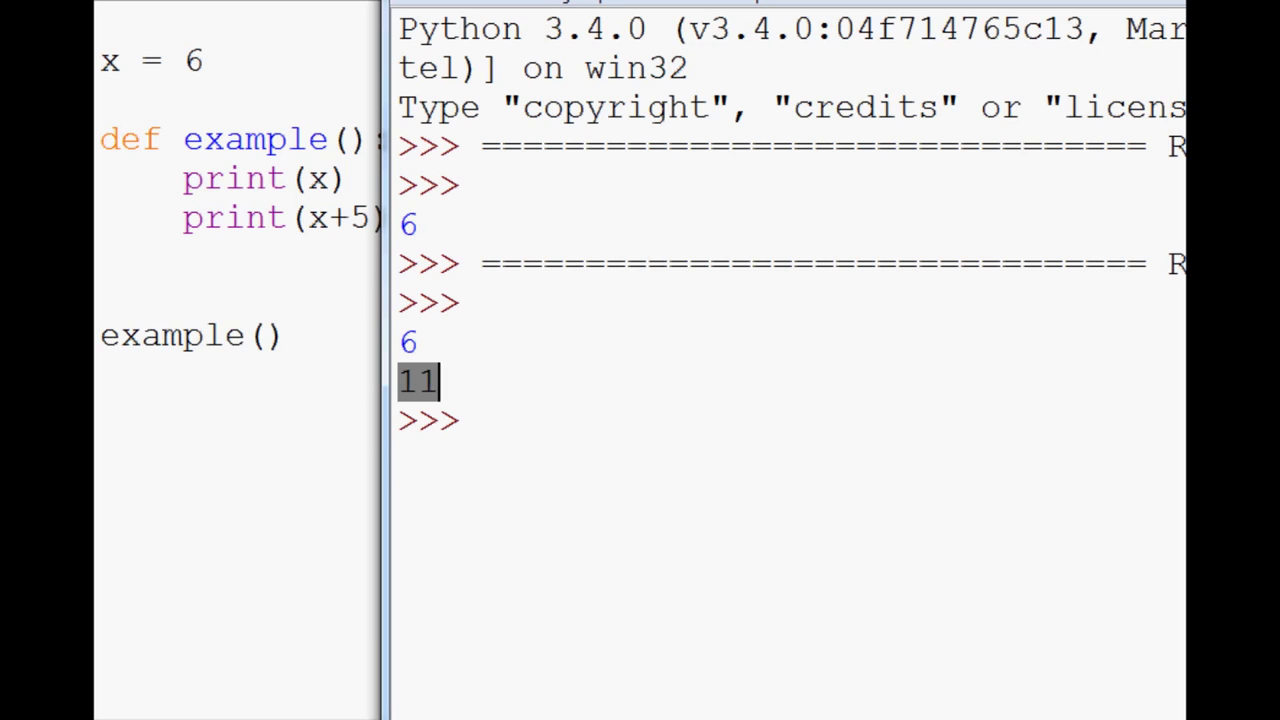 x = 6
def example():
print(x)
print(x+5)
example()
Python 3.4.0 (v3.4.0:04f714765c13, Mar
tel)] on win32
Type "copyright", "credits" or "licens
>>> ================================ R
>>>
6
>>> ================================ R
>>>
6
11
>>>